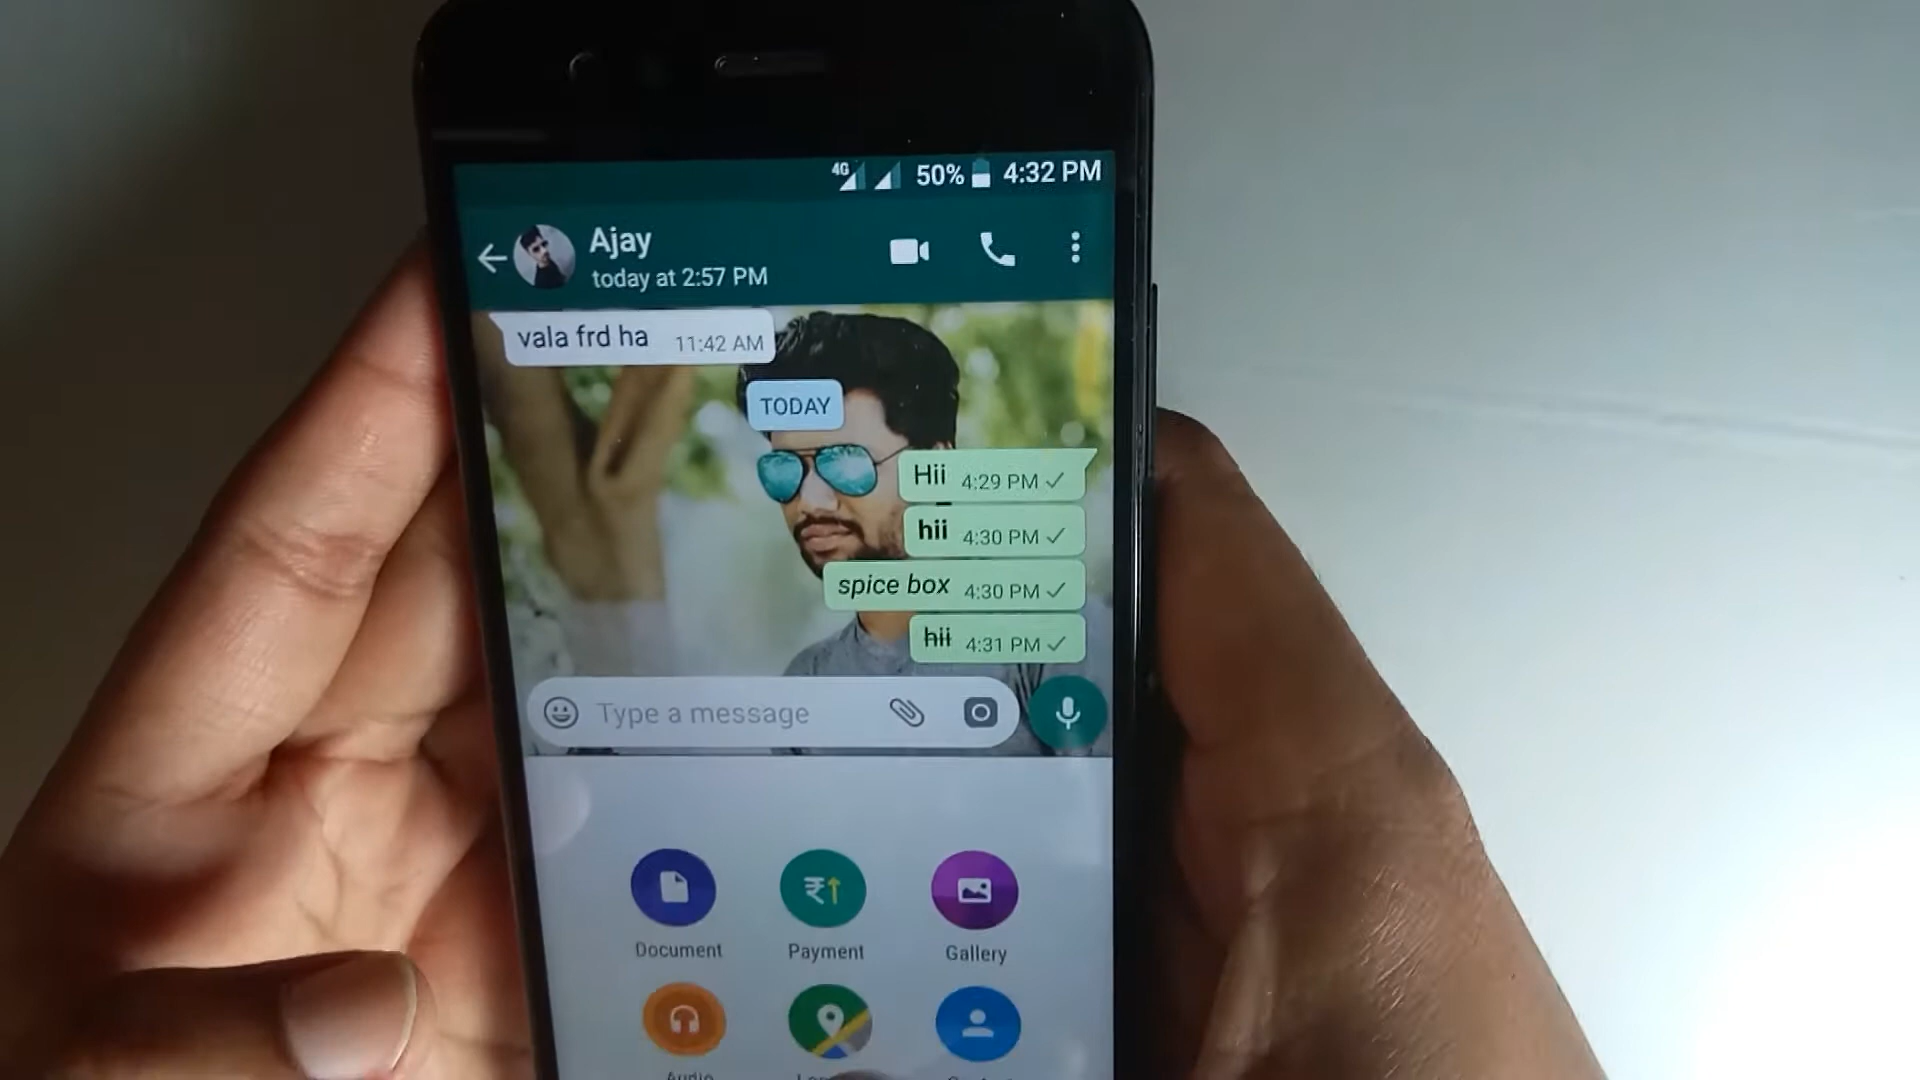 4G 50% 4:32 PM
Ajay
today at 2:57 PM
vala frd ha 11:42 AM
TODAY
Hii 4:29 PM
hii 4:30 PM
spice box 4:30 PM
hii 4:31 PM
Type a message
Document Payment Gallery
Audio